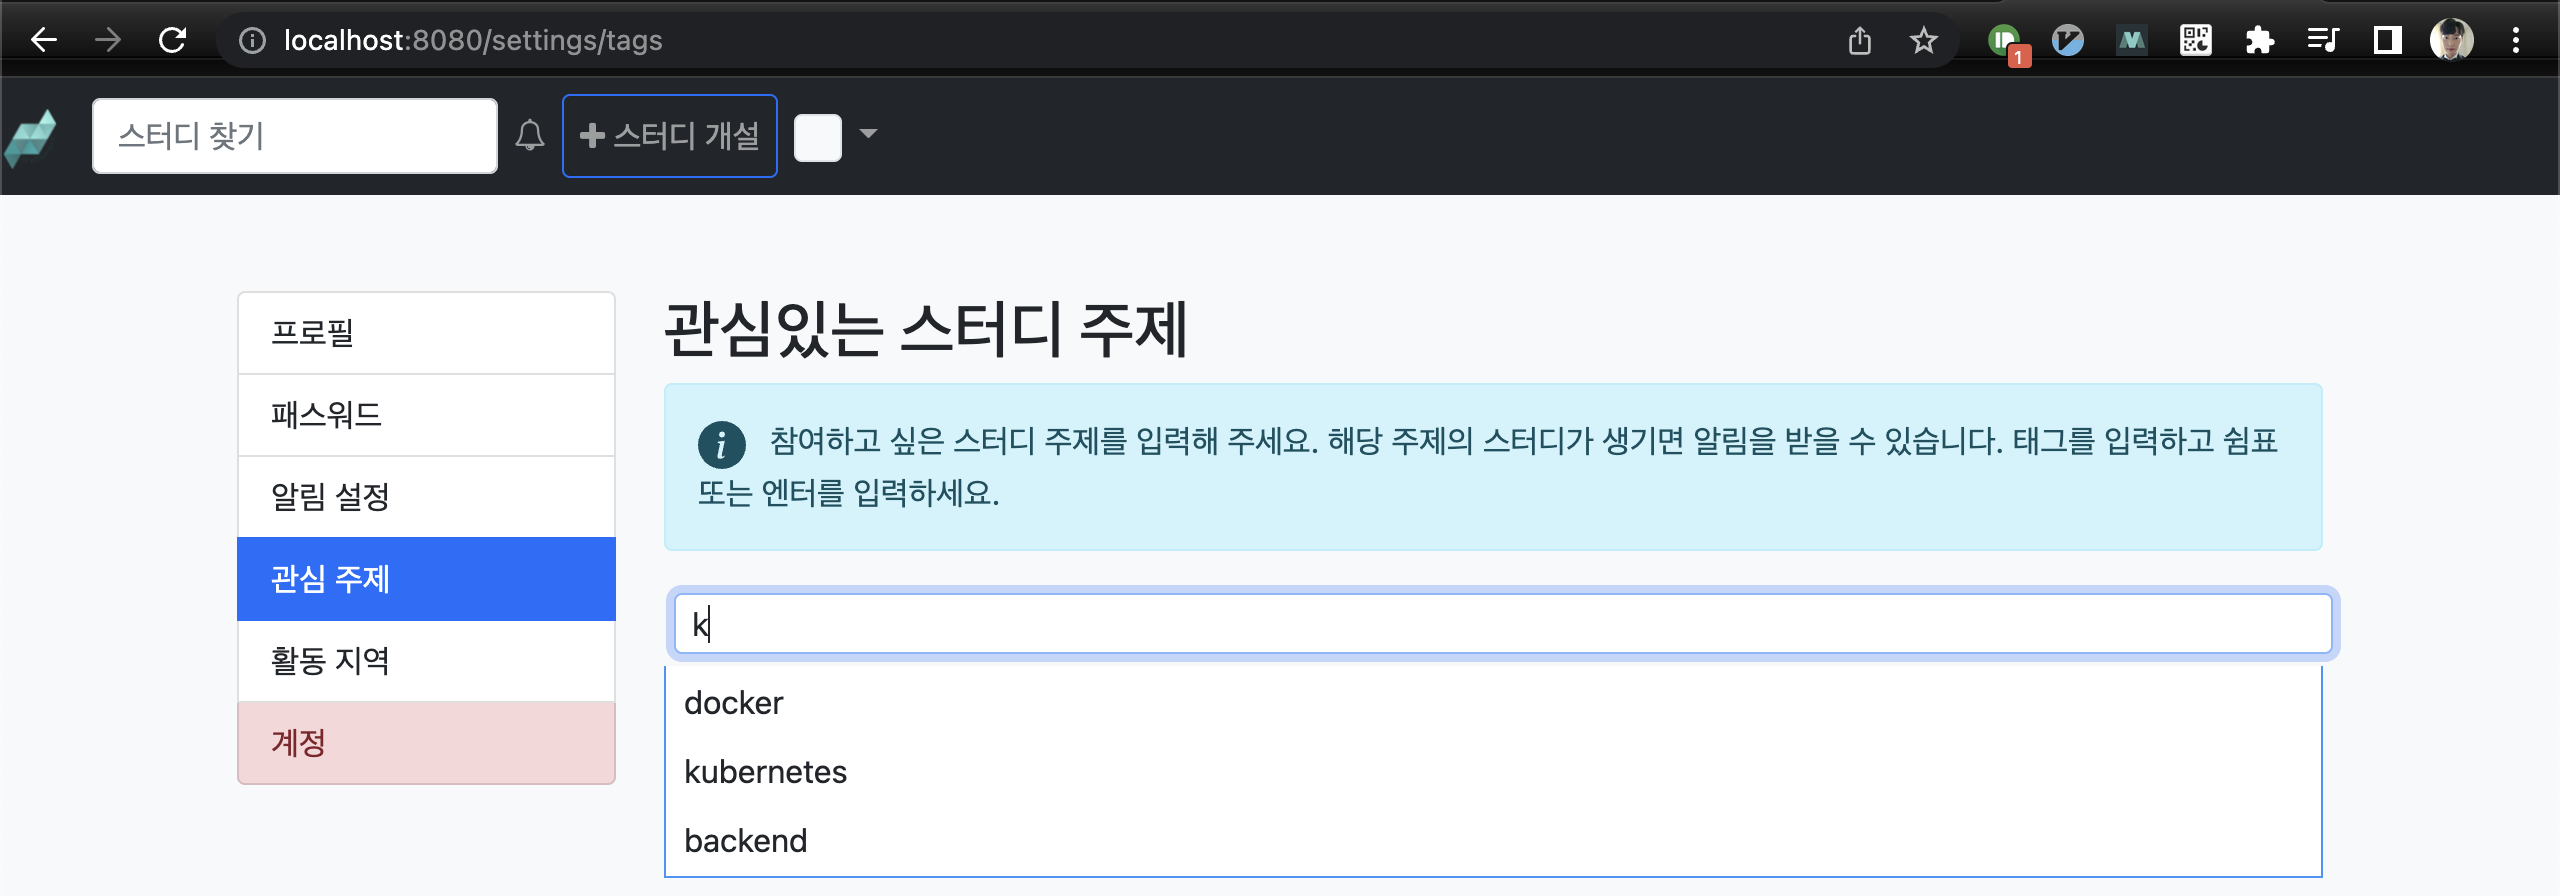 localhost:8080/settings/tags
1
스터디 찾기
스터디 개설
프로필
패스워드
알림 설정
관심 주제
활동 지역
계정
관심있는 스터디 주제
참여하고 싶은 스터디 주제를 입력해 주세요. 해당 주제의 스터디가 생기면 알림을 받을 수 있습니다. 태그를 입력하고 쉼표
또는 엔터를 입력하세요.
k
docker
kubernetes
backend